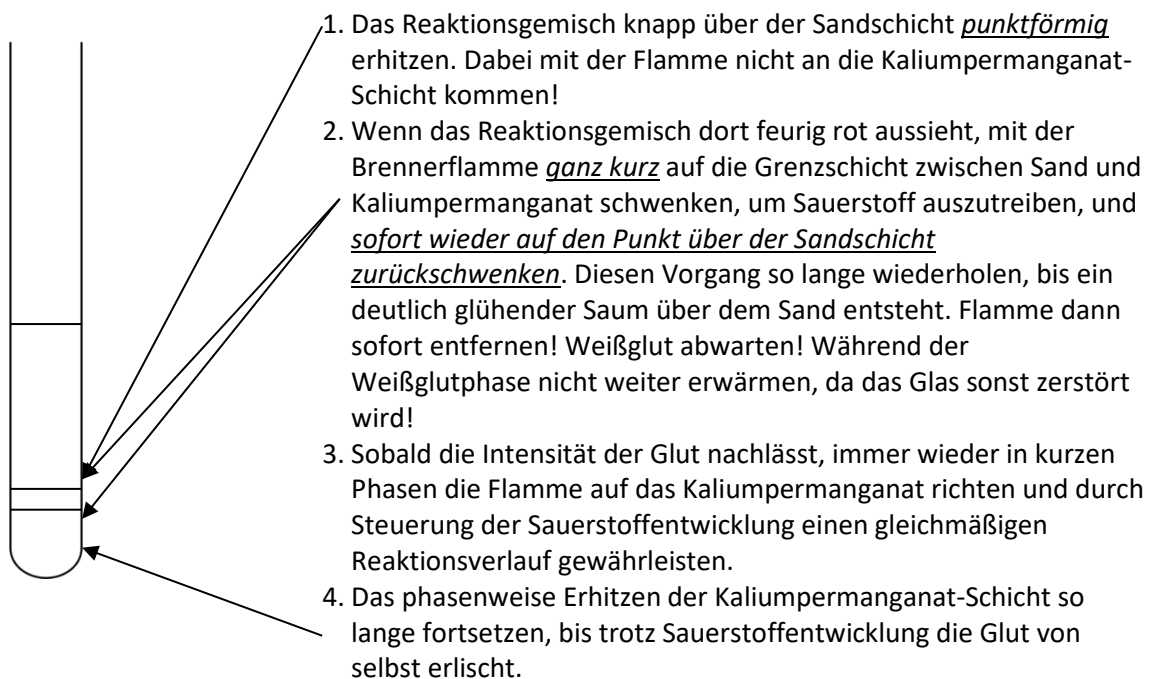 1. Das Reaktionsgemisch knapp über der Sandschicht punktförmig
erhitzen. Dabei mit der Flamme nicht an die Kaliumpermanganat-
Schicht kommen!
2. Wenn das Reaktionsgemisch dort feurig rot aussieht, mit der
Brennerflamme ganz kurz auf die Grenzschicht zwischen Sand und
Kaliumpermanganat schwenken, um Sauerstoff auszutreiben, und
sofort wieder auf den Punkt über der Sandschicht
zurückschwenken. Diesen Vorgang so lange wiederholen, bis ein
deutlich glühender Saum über dem Sand entsteht. Flamme dann
sofort entfernen! Weißglut abwarten! Während der
Weißglutphase nicht weiter erwärmen, da das Glas sonst zerstört
wird!
3. Sobald die Intensität der Glut nachlässt, immer wieder in kurzen
Phasen die Flamme auf das Kaliumpermanganat richten und durch
Steuerung der Sauerstoffentwicklung einen gleichmäßigen
Reaktionsverlauf gewährleisten.
4. Das phasenweise Erhitzen der Kaliumpermanganat-Schicht so
lange fortsetzen, bis trotz Sauerstoffentwicklung die Glut von
selbst erlischt.